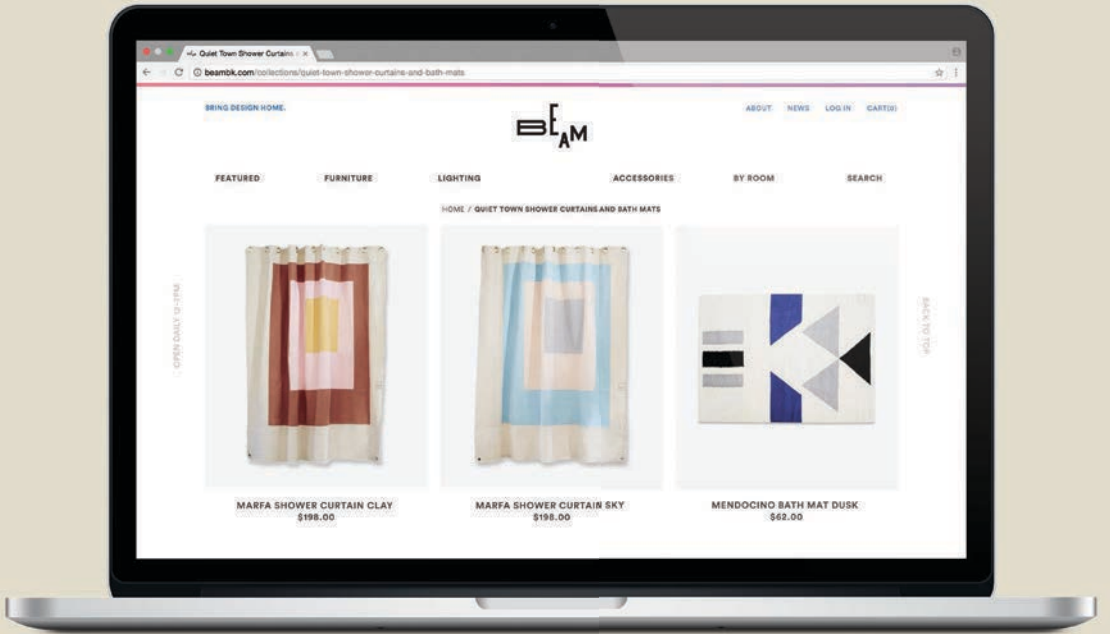 Quiet Town Shower Curtains
beambk.com/collections/quiet-town-shower-curtains-and-bath-mats
BRING DESIGN HOME.
BEAM
ABOUT NEWS LOG IN CART(0)
FEATURED FURNITURE LIGHTING ACCESSORIES BY ROOM SEARCH
HOME / QUIET TOWN SHOWER CURTAINS AND BATH MATS
OPEN DAILY 12-7PM
BACK TO TOP
MARFA SHOWER CURTAIN CLAY
$198.00
MARFA SHOWER CURTAIN SKY
$198.00
MENDOCINO BATH MAT DUSK
$62.00